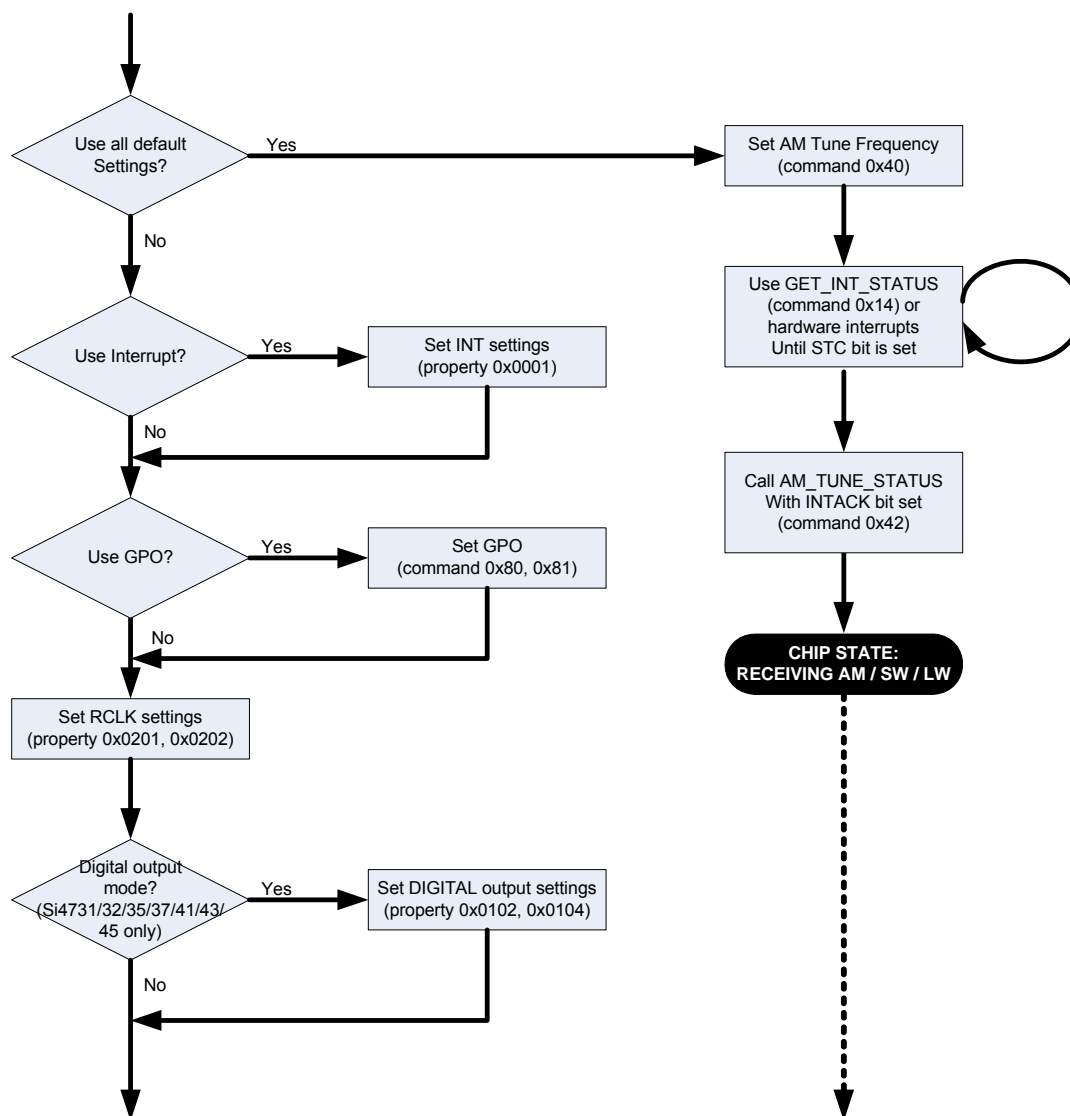 Use all default
Settings?
Yes
No
Set AM Tune Frequency
(command 0x40)
Use GET_INT_STATUS
(command 0x14) or
hardware interrupts
Until STC bit is set
Use Interrupt?
Yes
No
Set INT settings
(property 0x0001)
Call AM_TUNE_STATUS
With INTACK bit set
(command 0x42)
Use GPO?
Yes
No
Set GPO
(command 0x80, 0x81)
CHIP STATE:
RECEIVING AM / SW / LW
Set RCLK settings
(property 0x0201, 0x0202)
Digital output
mode?
(Si4731/32/35/37/41/43/
45 only)
Yes
No
Set DIGITAL output settings
(property 0x0102, 0x0104)